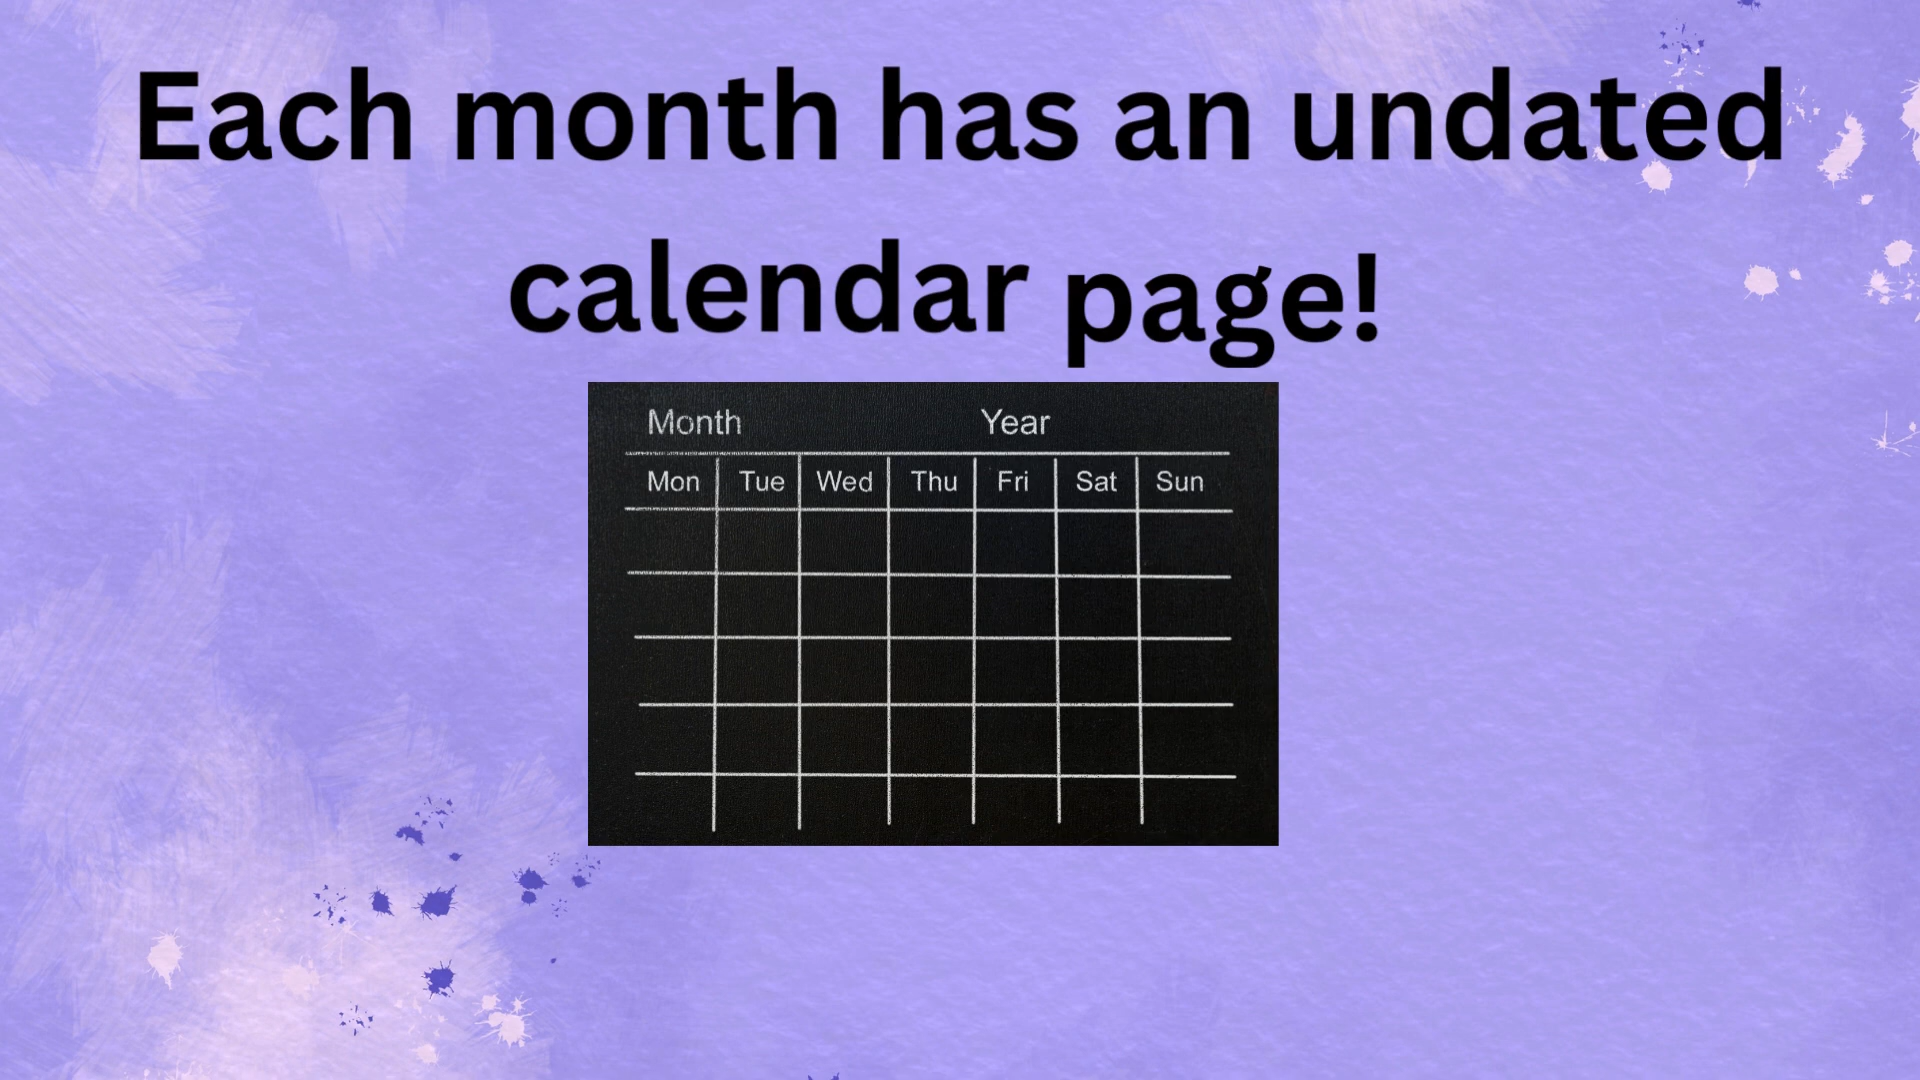 Each month has an undated
calendar page!
Month Year
Mon Tue Wed Thu Fri Sat Sun